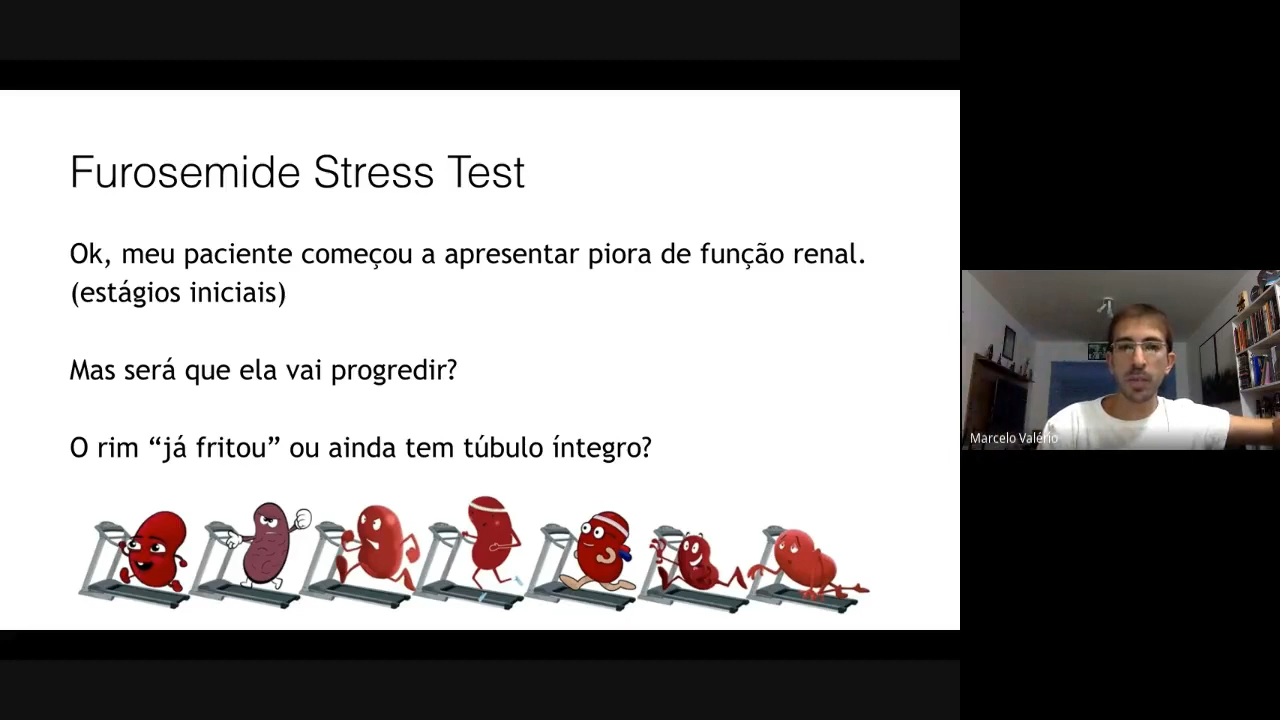 Furosemide Stress Test
Ok, meu paciente começou a apresentar piora de função renal.
(estágios iniciais)
Mas será que ela vai progredir?
O rim “já fritou” ou ainda tem túbulo íntegro?
Marcelo Valério